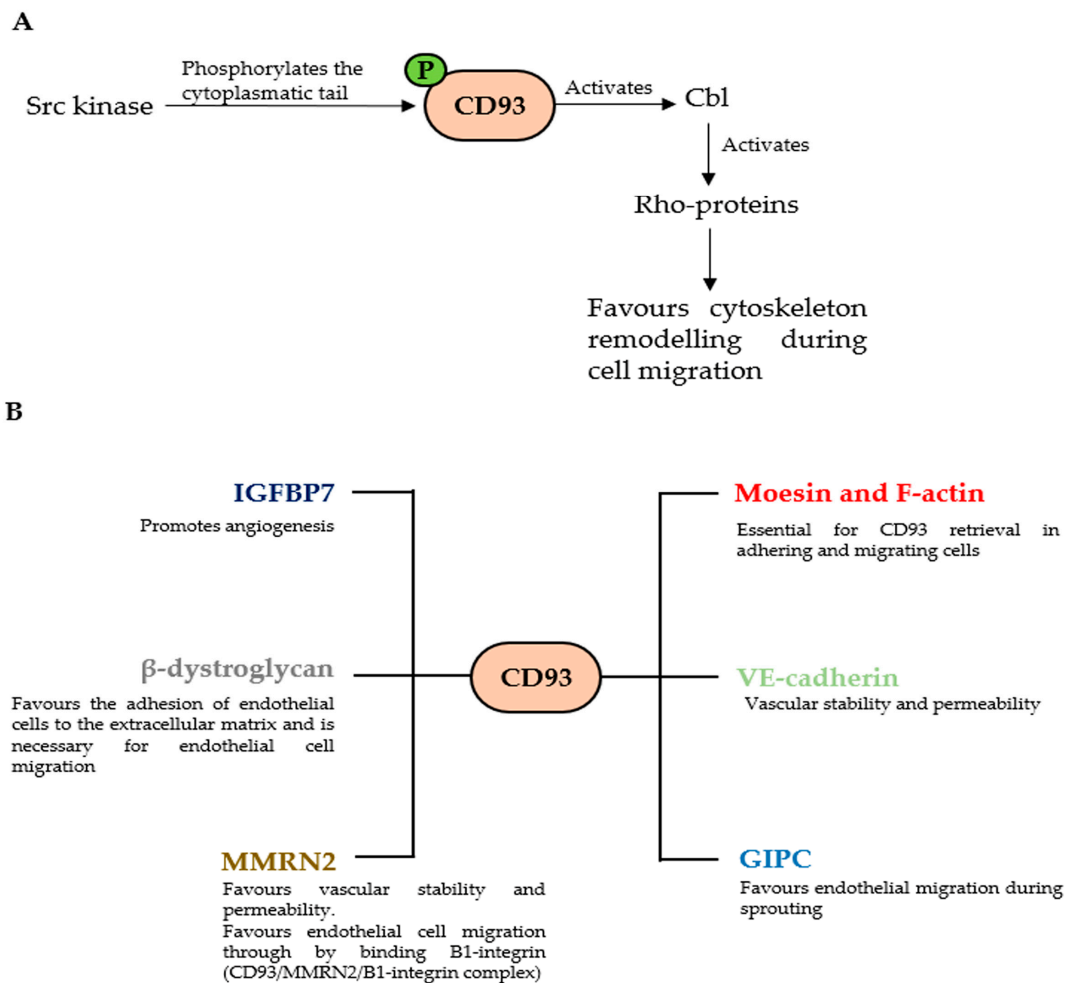 A
Phosphorylates the
cytoplasmatic tail
Src kinase
P
CD93
Activates
Cbl
Activates
Rho-proteins
Favours cytoskeleton
remodelling during
cell migration
B
IGFBP7
Promotes angiogenesis
β-dystroglycan
Favours the adhesion of endothelial
cells to the extracellular matrix and is
necessary for endothelial cell
migration
MMRN2
Favours vascular stability and
permeability.
Favours endothelial cell migration
through by binding B1-integrin
(CD93/MMRN2/B1-integrin complex)
CD93
Moesin and F-actin
Essential for CD93 retrieval in
adhering and migrating cells
VE-cadherin
Vascular stability and permeability
GIPC
Favours endothelial migration during
sprouting